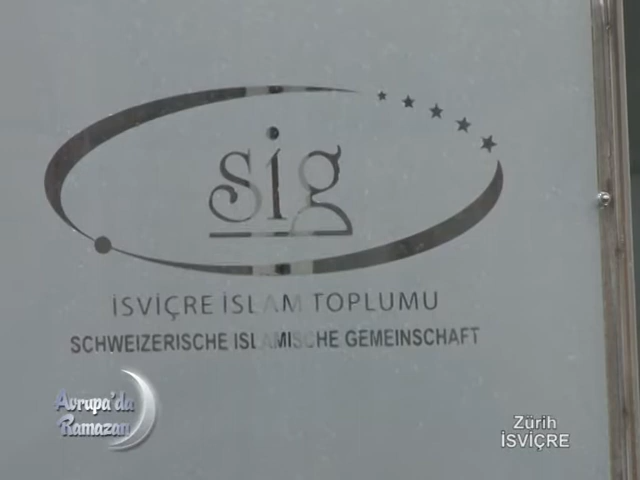 sig
İSVİÇRE İSLAM TOPLUMU
SCHWEIZERISCHE ISLAMISCHE GEMEINSCHAFT
Avrupa'da
Ramazan
Zürih
İSVİÇRE